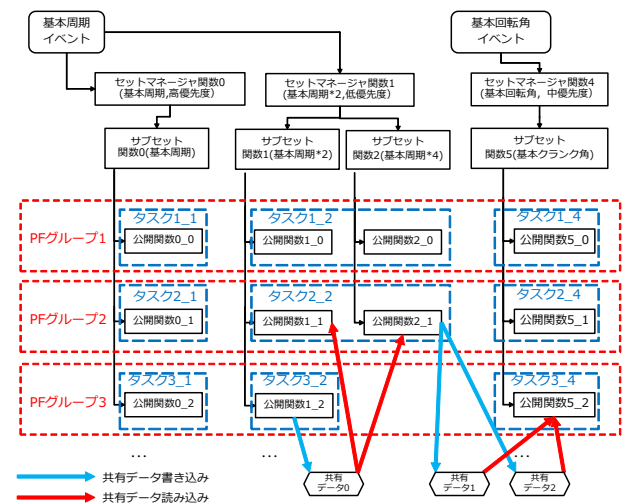 基本周期
イベント
基本回転角
イベント
セットマネージャ関数0
(基本周期,高優先度)
セットマネージャ関数1
(基本周期*2,低優先度)
セットマネージャ関数4
(基本回転角, 中優先度)
サブセット
関数0(基本周期)
サブセット
関数1(基本周期*2)
サブセット
関数2(基本周期*4)
サブセット
関数5(基本クランク角)
PFグループ1
タスク1_1
公開関数0_0
タスク1_2
公開関数1_0
公開関数2_0
タスク1_4
公開関数5_0
PFグループ2
タスク2_1
公開関数0_1
タスク2_2
公開関数1_1
公開関数2_1
タスク2_4
公開関数5_1
PFグループ3
タスク3_1
公開関数0_2
タスク3_2
公開関数1_2
タスク3_4
公開関数5_2
…
…
…
共有データ書き込み
共有データ読み込み
共有
データ0
共有
データ1
共有
データ2